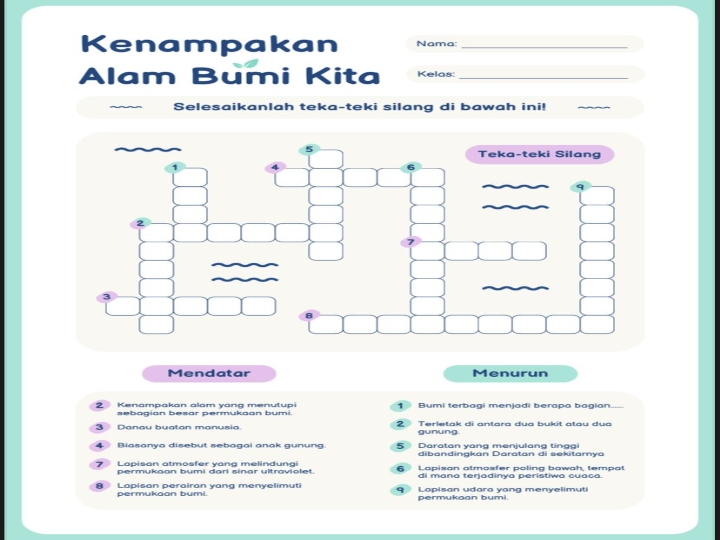 Kenampakan
Alam Bumi Kita
Nama:
Kelas:
Selesaikanlah teka-teki silang di bawah ini!
Teka-teki Silang
5
1
4
6
9
2
7
3
8
Mendatar
2 Kenampakan alam yang menutupi
sebagian besar permukaan bumi.
3 Danau buatan manusia.
4 Biasanya disebut sebagai anak gunung.
7 Lapisan atmosfer yang melindungi
permukaan bumi dari sinar ultraviolet.
8 Lapisan perairan yang menyelimuti
permukaan bumi.
Menurun
1 Bumi terbagi menjadi berapa bagian.....
2 Terletak di antara dua bukit atau dua
gunung.
5 Daratan yang menjulang tinggi
dibandingkan Daratan di sekitarnya
6 Lapisan atmosfer poling bawah, tempat
di mana terjadinya peristiwa cuaca.
9 Lapisan udara yang menyelimuti
permukaan bumi.